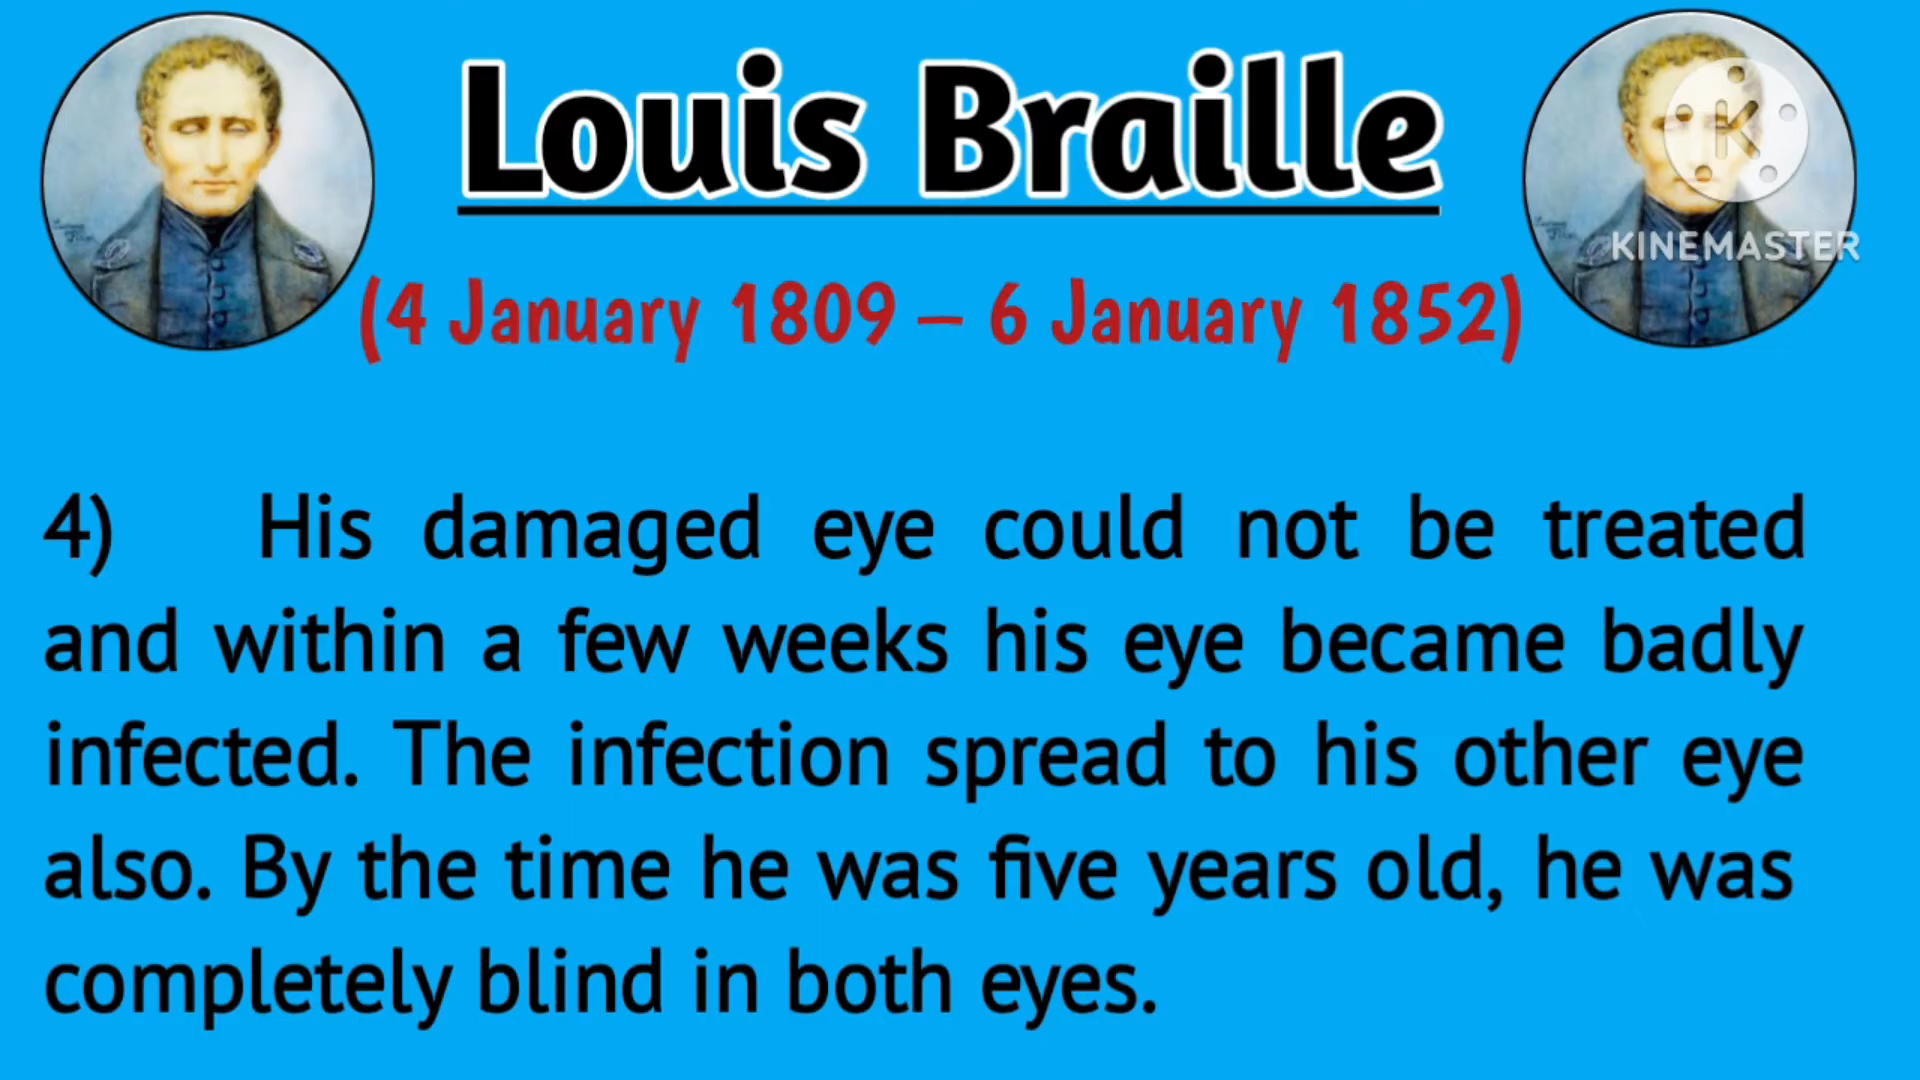 Louis Braille
K
KINEMASTER
(4 January 1809 – 6 January 1852)
4) His damaged eye could not be treated
and within a few weeks his eye became badly
infected. The infection spread to his other eye
also. By the time he was five years old, he was
completely blind in both eyes.